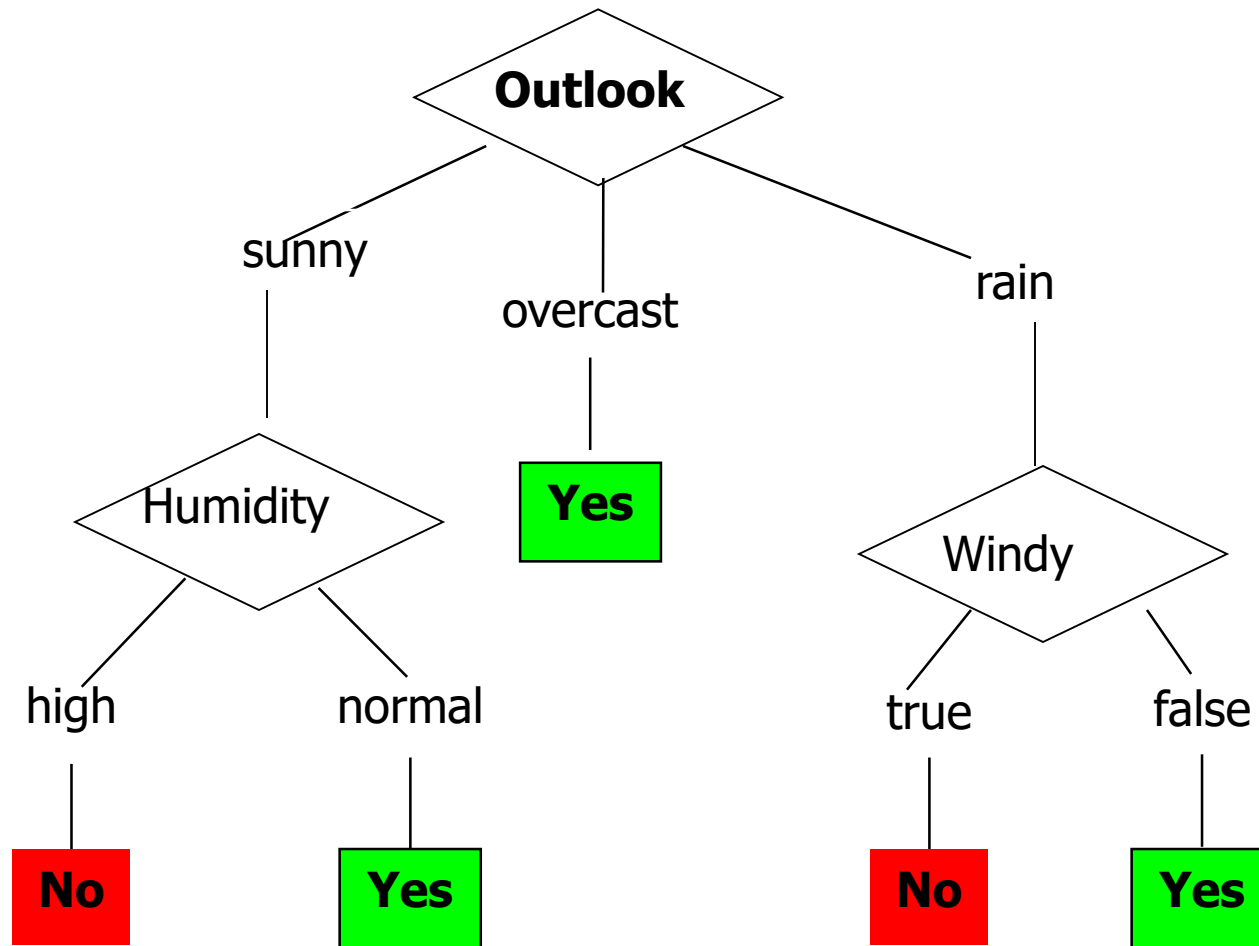 Outlook
sunny
overcast
rain
Humidity
Yes
Windy
high
normal
true
false
No
Yes
No
Yes